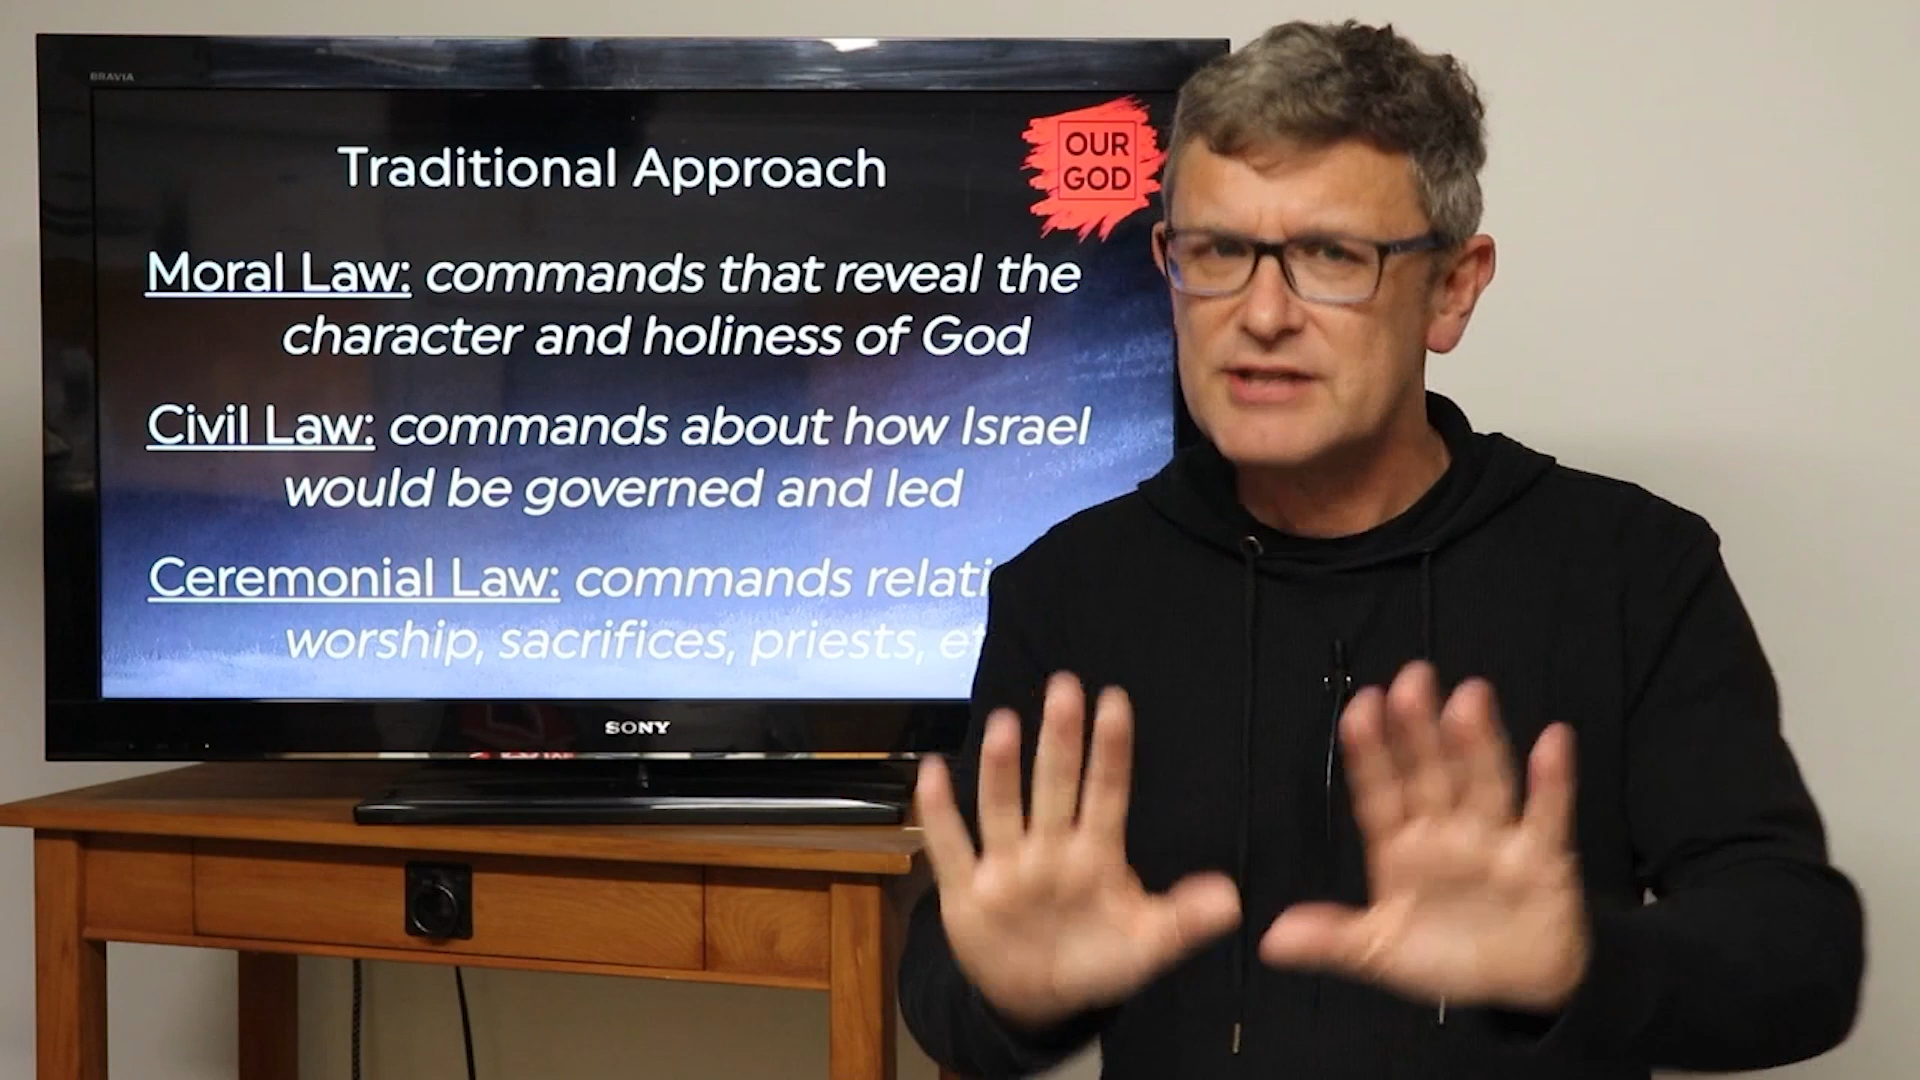 BRAVIA
Traditional Approach
OUR
GOD
Moral Law: commands that reveal the
character and holiness of God
Civil Law: commands about how Israel
would be governed and led
Ceremonial Law: commands relati
worship, sacrifices, priests, et
SONY